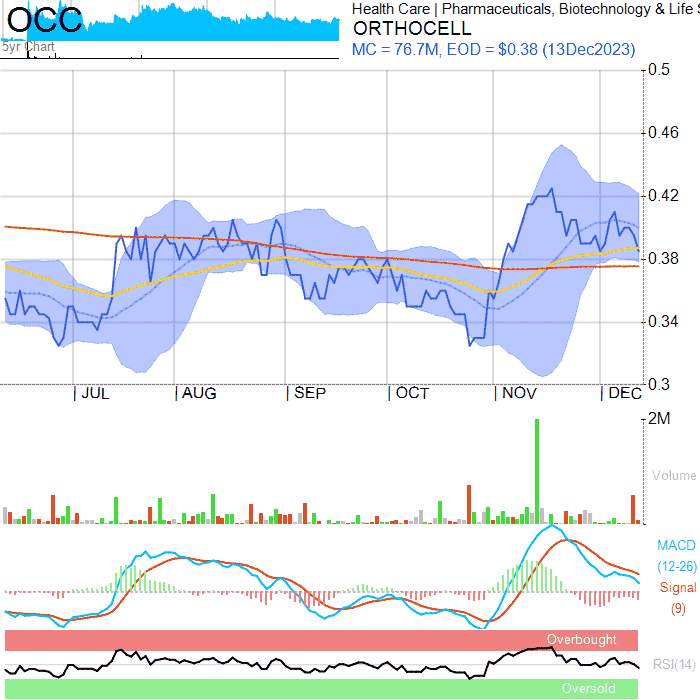 OCC
Health Care | Pharmaceuticals, Biotechnology & Life S
ORTHOCELL
5yr Chart
MC = 76.7M, EOD = $0.38 (13Dec2023)
0.5
0.46
0.42
0.38
0.34
0.3
| JUL | AUG | SEP | OCT | NOV | DEC
2M
Volume
MACD
(12-26)
Signal
(9)
Overbought
RSI(14)
Oversold